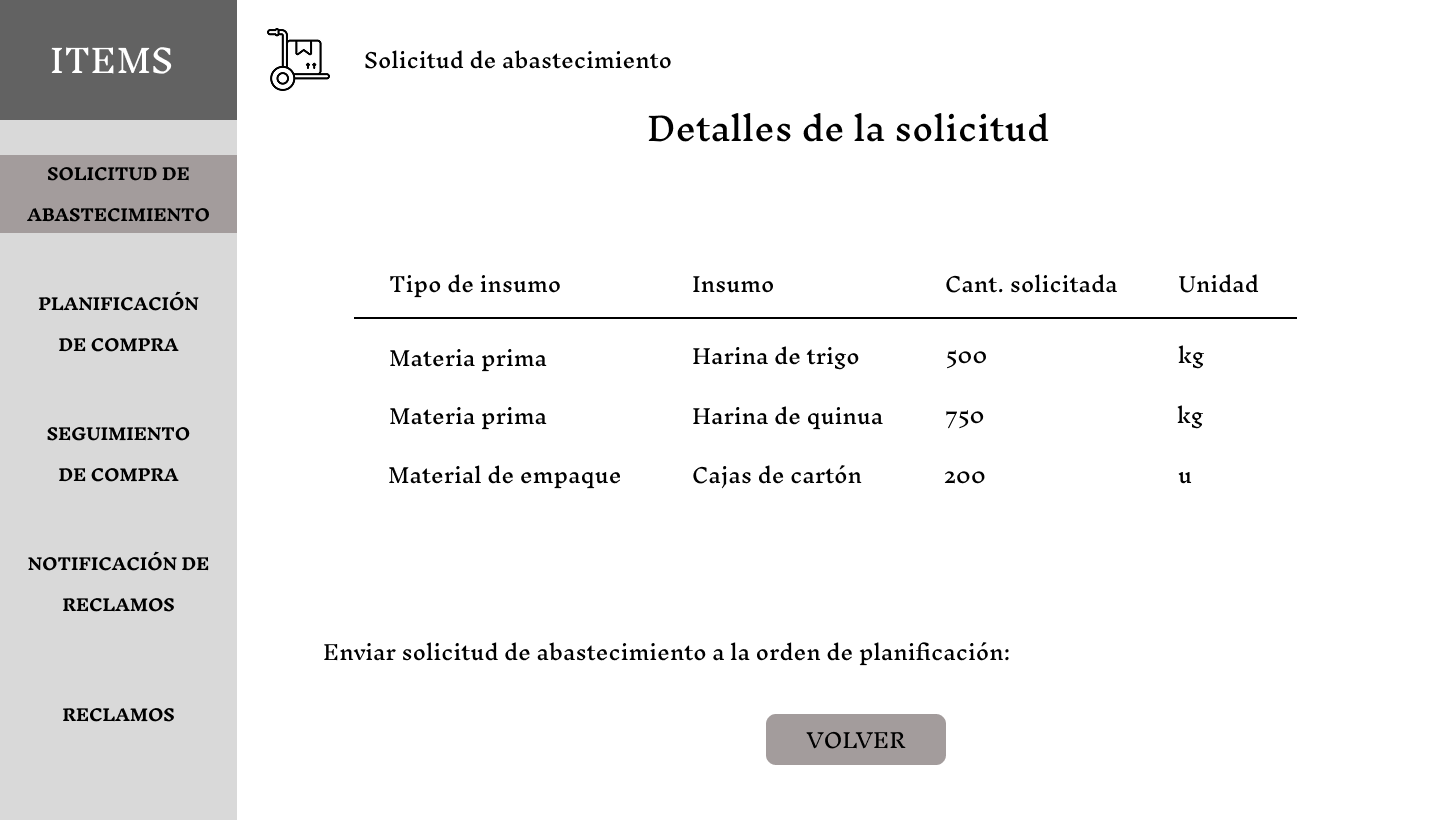 ITEMS
SOLICITUD DE
ABASTECIMIENTO
PLANIFICACIÓN
DE COMPRA
SEGUIMIENTO
DE COMPRA
NOTIFICACIÓN DE
RECLAMOS
RECLAMOS
Solicitud de abastecimiento
Detalles de la solicitud
Tipo de insumo Insumo Cant. solicitada Unidad
Materia prima Harina de trigo 500 kg
Materia prima Harina de quinua 750 kg
Material de empaque Cajas de cartón 200 u
Enviar solicitud de abastecimiento a la orden de planificación:
VOLVER